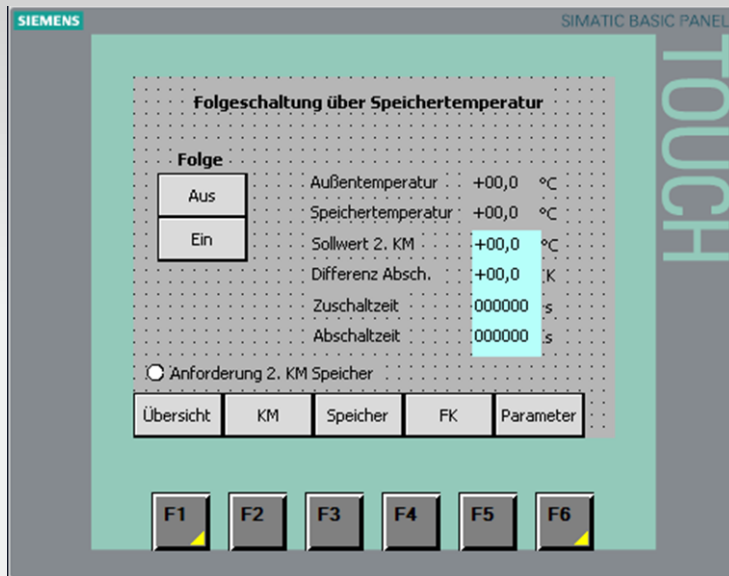 SIEMENS
SIMATIC BASIC PANEL
TOUCH
Folgeschaltung über Speichertemperatur
Folge
Aus
Ein
Außentemperatur +00,0 °C
Speichertemperatur +00,0 °C
Sollwert 2. KM +00,0 °C
Differenz Absch. +00,0 K
Zuschaltzeit 000000 s
Abschaltzeit 000000 s
Anforderung 2. KM Speicher
Übersicht KM Speicher FK Parameter
F1 F2 F3 F4 F5 F6